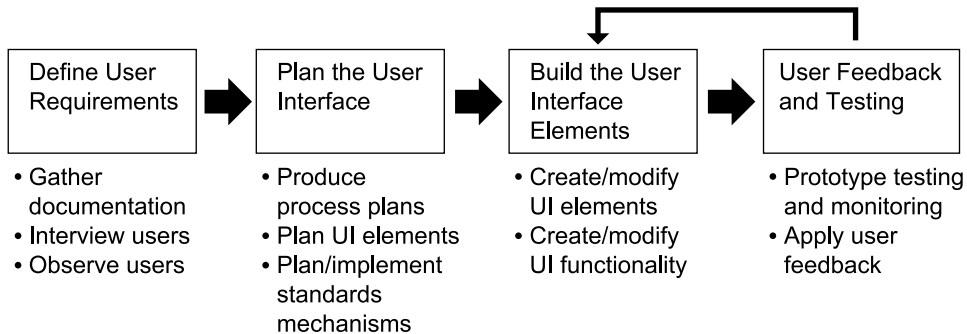 Define User
Requirements
Plan the User
Interface
Build the User
Interface
Elements
User Feedback
and Testing
• Gather
documentation
• Interview users
• Observe users
• Produce
process plans
• Plan UI elements
• Plan/implement
standards
mechanisms
• Create/modify
UI elements
• Create/modify
UI functionality
• Prototype testing
and monitoring
• Apply user
feedback